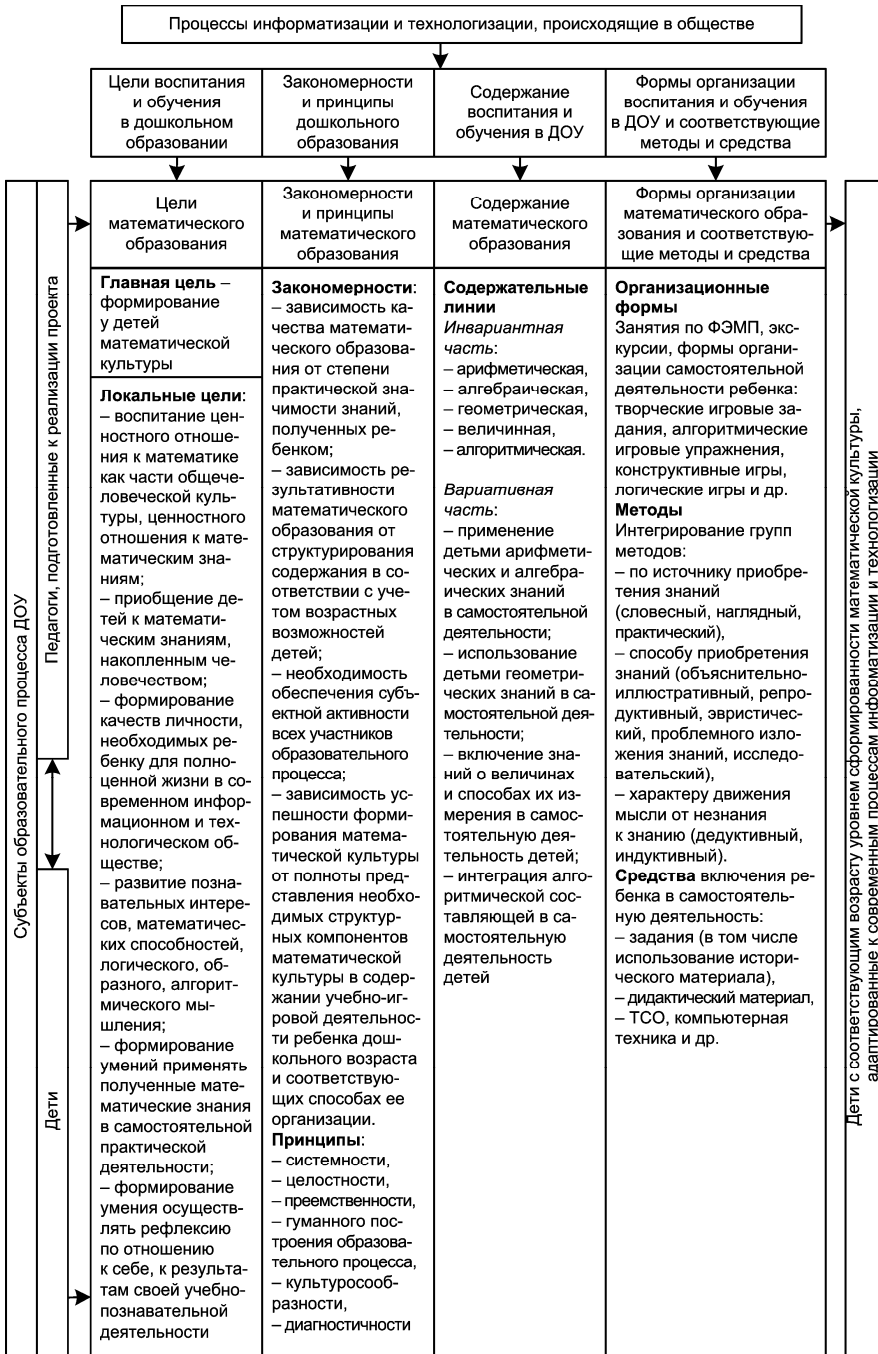 Процессы информатизации и технологизации, происходящие в обществе
Цели воспитания
и обучения
в дошкольном
образовании
Закономерности
и принципы
дошкольного
образования
Содержание
воспитания и
обучения в ДОУ
Формы организации
воспитания и обучения
в ДОУ и соответствующие
методы и средства
Субъекты образовательного процесса ДОУ
Педагоги, подготовленные к реализации проекта
Дети
Цели
математического
образования
Главная цель –
формирование
у детей
математической
культуры
Локальные цели:
– воспитание цен-
ностного отноше-
ния к математике
как части общече-
ловеческой куль-
туры, ценностного
отношения к мате-
матическим зна-
ниям;
– приобщение де-
тей к математи-
ческим знаниям,
накопленным че-
ловечеством;
– формирование
качеств личности,
необходимых ре-
бенку для полно-
ценной жизни в со-
временном инфор-
мационном и тех-
нологическом об-
ществе;
– развитие позна-
вательных интере-
сов, математичес-
ких способностей,
логического, об-
разного, алгорит-
мического мы-
шления;
– формирование
умений применять
полученные мате-
матические знания
в самостоятельной
практической
деятельности;
– формирование
умения осуществ-
лять рефлексию
по отношению
к себе, к результа-
там своей учебно-
познавательной
деятельности
Закономерности
и принципы
математического
образования
Закономерности:
– зависимость ка-
чества математи-
ческого образова-
ния от степени
практической зна-
чимости знаний,
полученных ре-
бенком;
– зависимость ре-
зультативности
математического
образования от
структурирования
содержания в со-
ответствии с уче-
том возрастных
возможностей
детей;
– необходимость
обеспечения субъ-
ектной активности
всех участников
образовательного
процесса;
– зависимость ус-
пешности форми-
рования матема-
тической культуры
от полноты пред-
ставления необхо-
димых структур-
ных компонентов
математической
культуры в содер-
жании учебно-иг-
ровой деятельнос-
ти ребенка дош-
кольного возраста
и соответствую-
щих способах ее
организации.
Принципы:
– системности,
– целостности,
– преемственности,
– гуманного пос-
троения образова-
тельного процесса,
– культуросооб-
разности,
– диагностичности
Содержание
математического
образования
Содержательные
линии
Инвариантная
часть:
– арифметическая,
– алгебраическая,
– геометрическая,
– величинная,
– алгоритмическая.
Вариативная
часть:
– применение
детьми арифмети-
ческих и алгебра-
ических знаний
в самостоятельной
деятельности;
– использование
детьми геометри-
ческих знаний в са-
мостоятельной дея-
тельности;
– включение зна-
ний о величинах
и способах их из-
мерения в самос-
тоятельную дея-
тельность детей;
– интеграция алго-
ритмической сос-
тавляющей в са-
мостоятельную
деятельность
детей
Формы организации
математического обра-
зования и соответствую-
щие методы и средства
Организационные
формы
Занятия по ФЭМП, экс-
курсии, формы органи-
зации самостоятельной
деятельности ребенка:
творческие игровые за-
дания, алгоритмические
игровые упражнения,
конструктивные игры,
логические игры и др.
Методы
Интегрирование групп
методов:
– по источнику приобре-
тения знаний
(словесный, наглядный,
практический),
– способу приобретения
знаний (объяснительно-
иллюстративный, репро-
дуктивный, эвристичес-
кий, проблемного изло-
жения знаний, исследо-
вательский),
– характеру движения
мысли от незнания
к знанию (дедуктивный,
индуктивный).
Средства включения ре-
бенка в самостоятель-
ную деятельность:
– задания (в том числе
использование истори-
ческого материала),
– дидактический материал,
– ТСО, компьютерная
техника и др.
Дети с соответствующим возрасту уровнем сформированности математической культуры,
адаптированные к современным процессам информатизации и технологизации